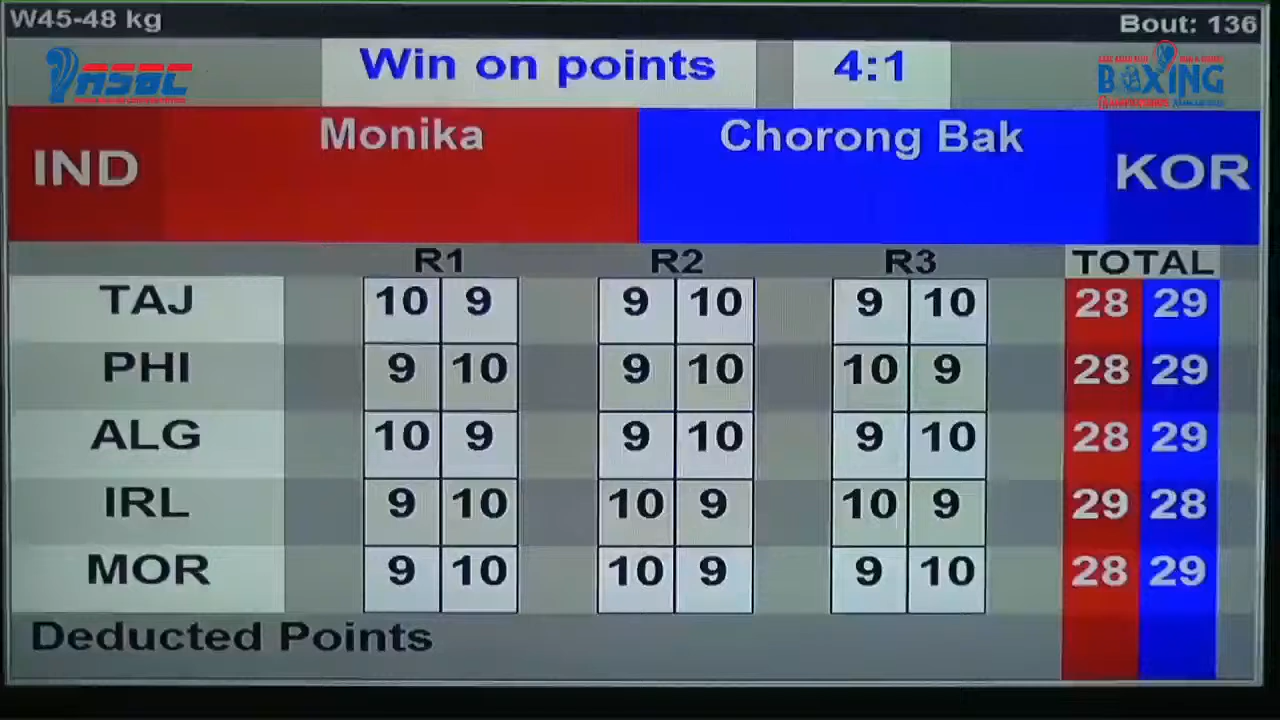 W45-48 kg
Bout: 136
ASBC
Win on points 4:1
BOXING
IND Monika Chorong Bak KOR
R1 R2 R3 TOTAL
TAJ 10 9 9 10 9 10 28 29
PHI 9 10 9 10 10 9 28 29
ALG 10 9 9 10 9 10 28 29
IRL 9 10 10 9 10 9 29 28
MOR 9 10 10 9 9 10 28 29
Deducted Points